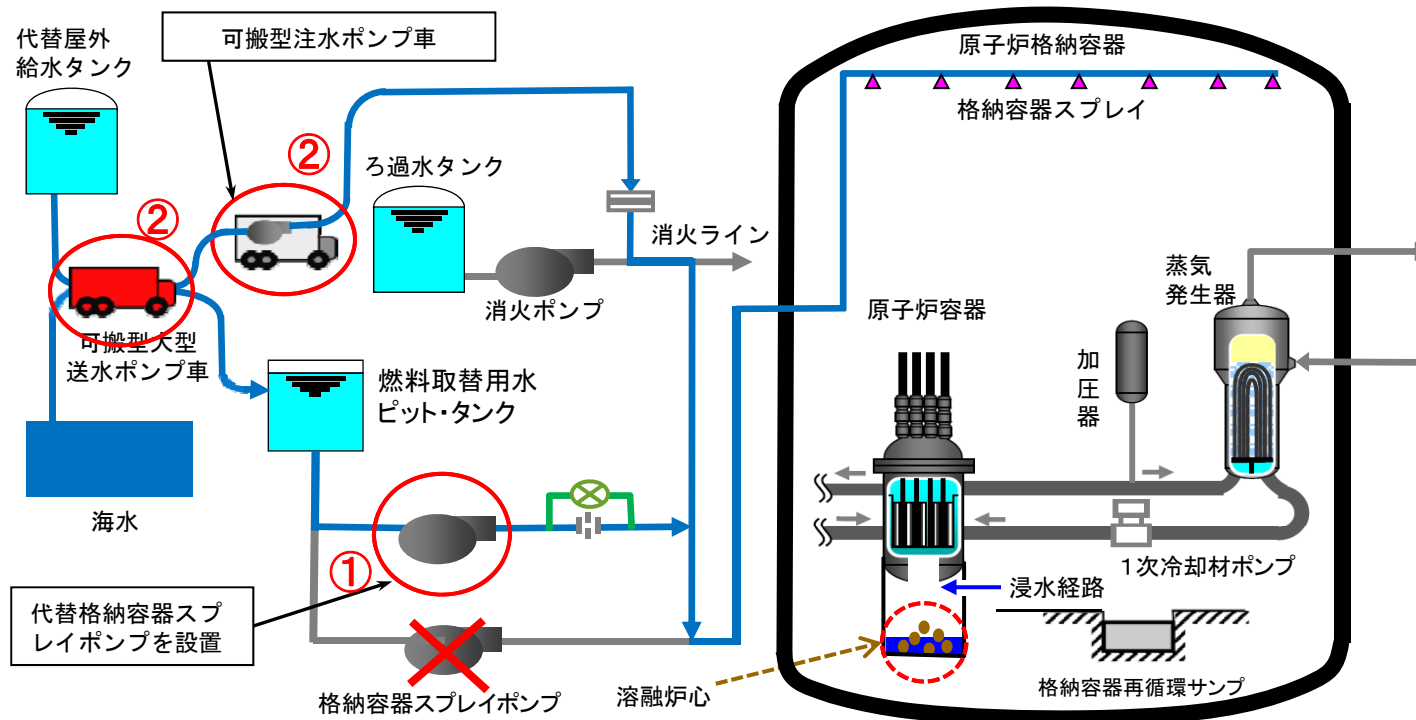 代替屋外
給水タンク
可搬型注水ポンプ車
②
②
ろ過水タンク
消火ライン
消火ポンプ
可搬型大型
送水ポンプ車
海水
燃料取替用水
ピット・タンク
①
代替格納容器スプ
レイポンプを設置
格納容器スプレイポンプ
原子炉格納容器
格納容器スプレイ
原子炉容器
加
圧
器
蒸気
発生器
1次冷却材ポンプ
浸水経路
溶融炉心
格納容器再循環サンプ